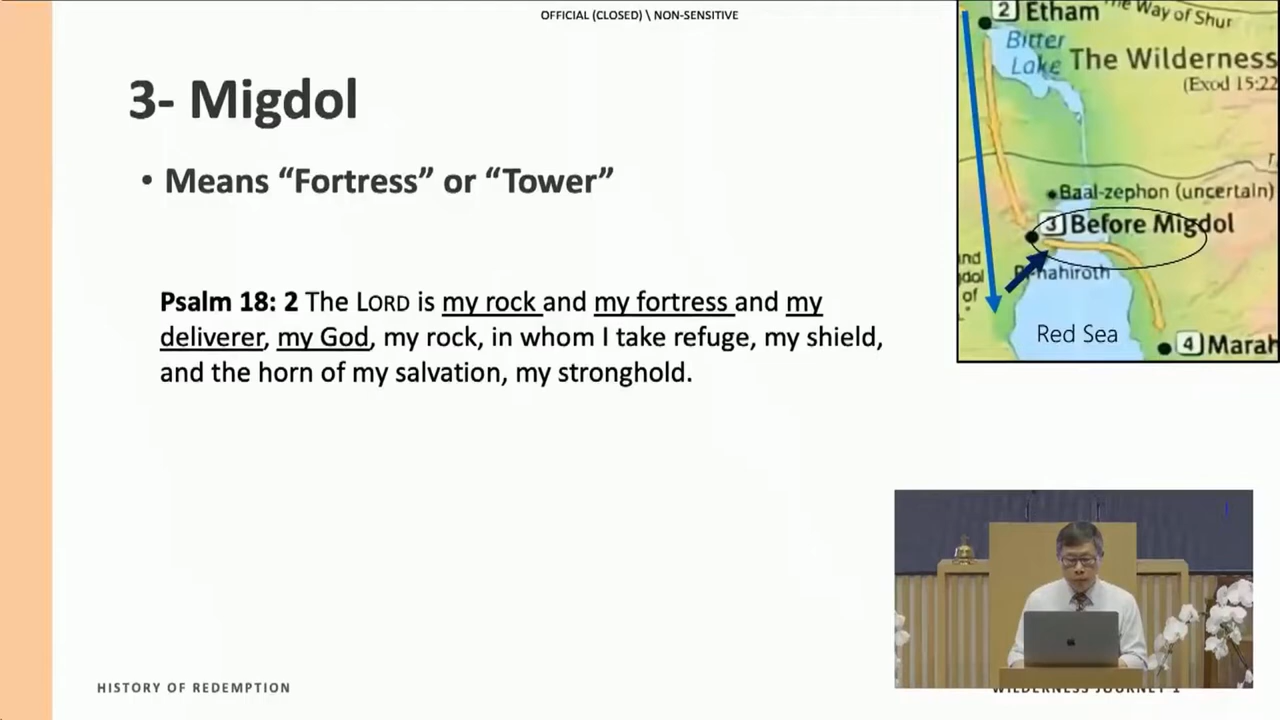 OFFICIAL (CLOSED) \ NON-SENSITIVE
3- Migdol
• Means “Fortress” or “Tower”
Psalm 18: 2 The LORD is my rock and my fortress and my
deliverer, my God, my rock, in whom I take refuge, my shield,
and the horn of my salvation, my stronghold.
2 Etham
The Way of Shur
Bitter
Lake
The Wilderness
(Exod 15:22
Baal-zephon (uncertain)
3 Before Migdol
hahiroth
of
Red Sea
4 Marah
HISTORY OF REDEMPTION
WILDERNESS JOURNEY 1